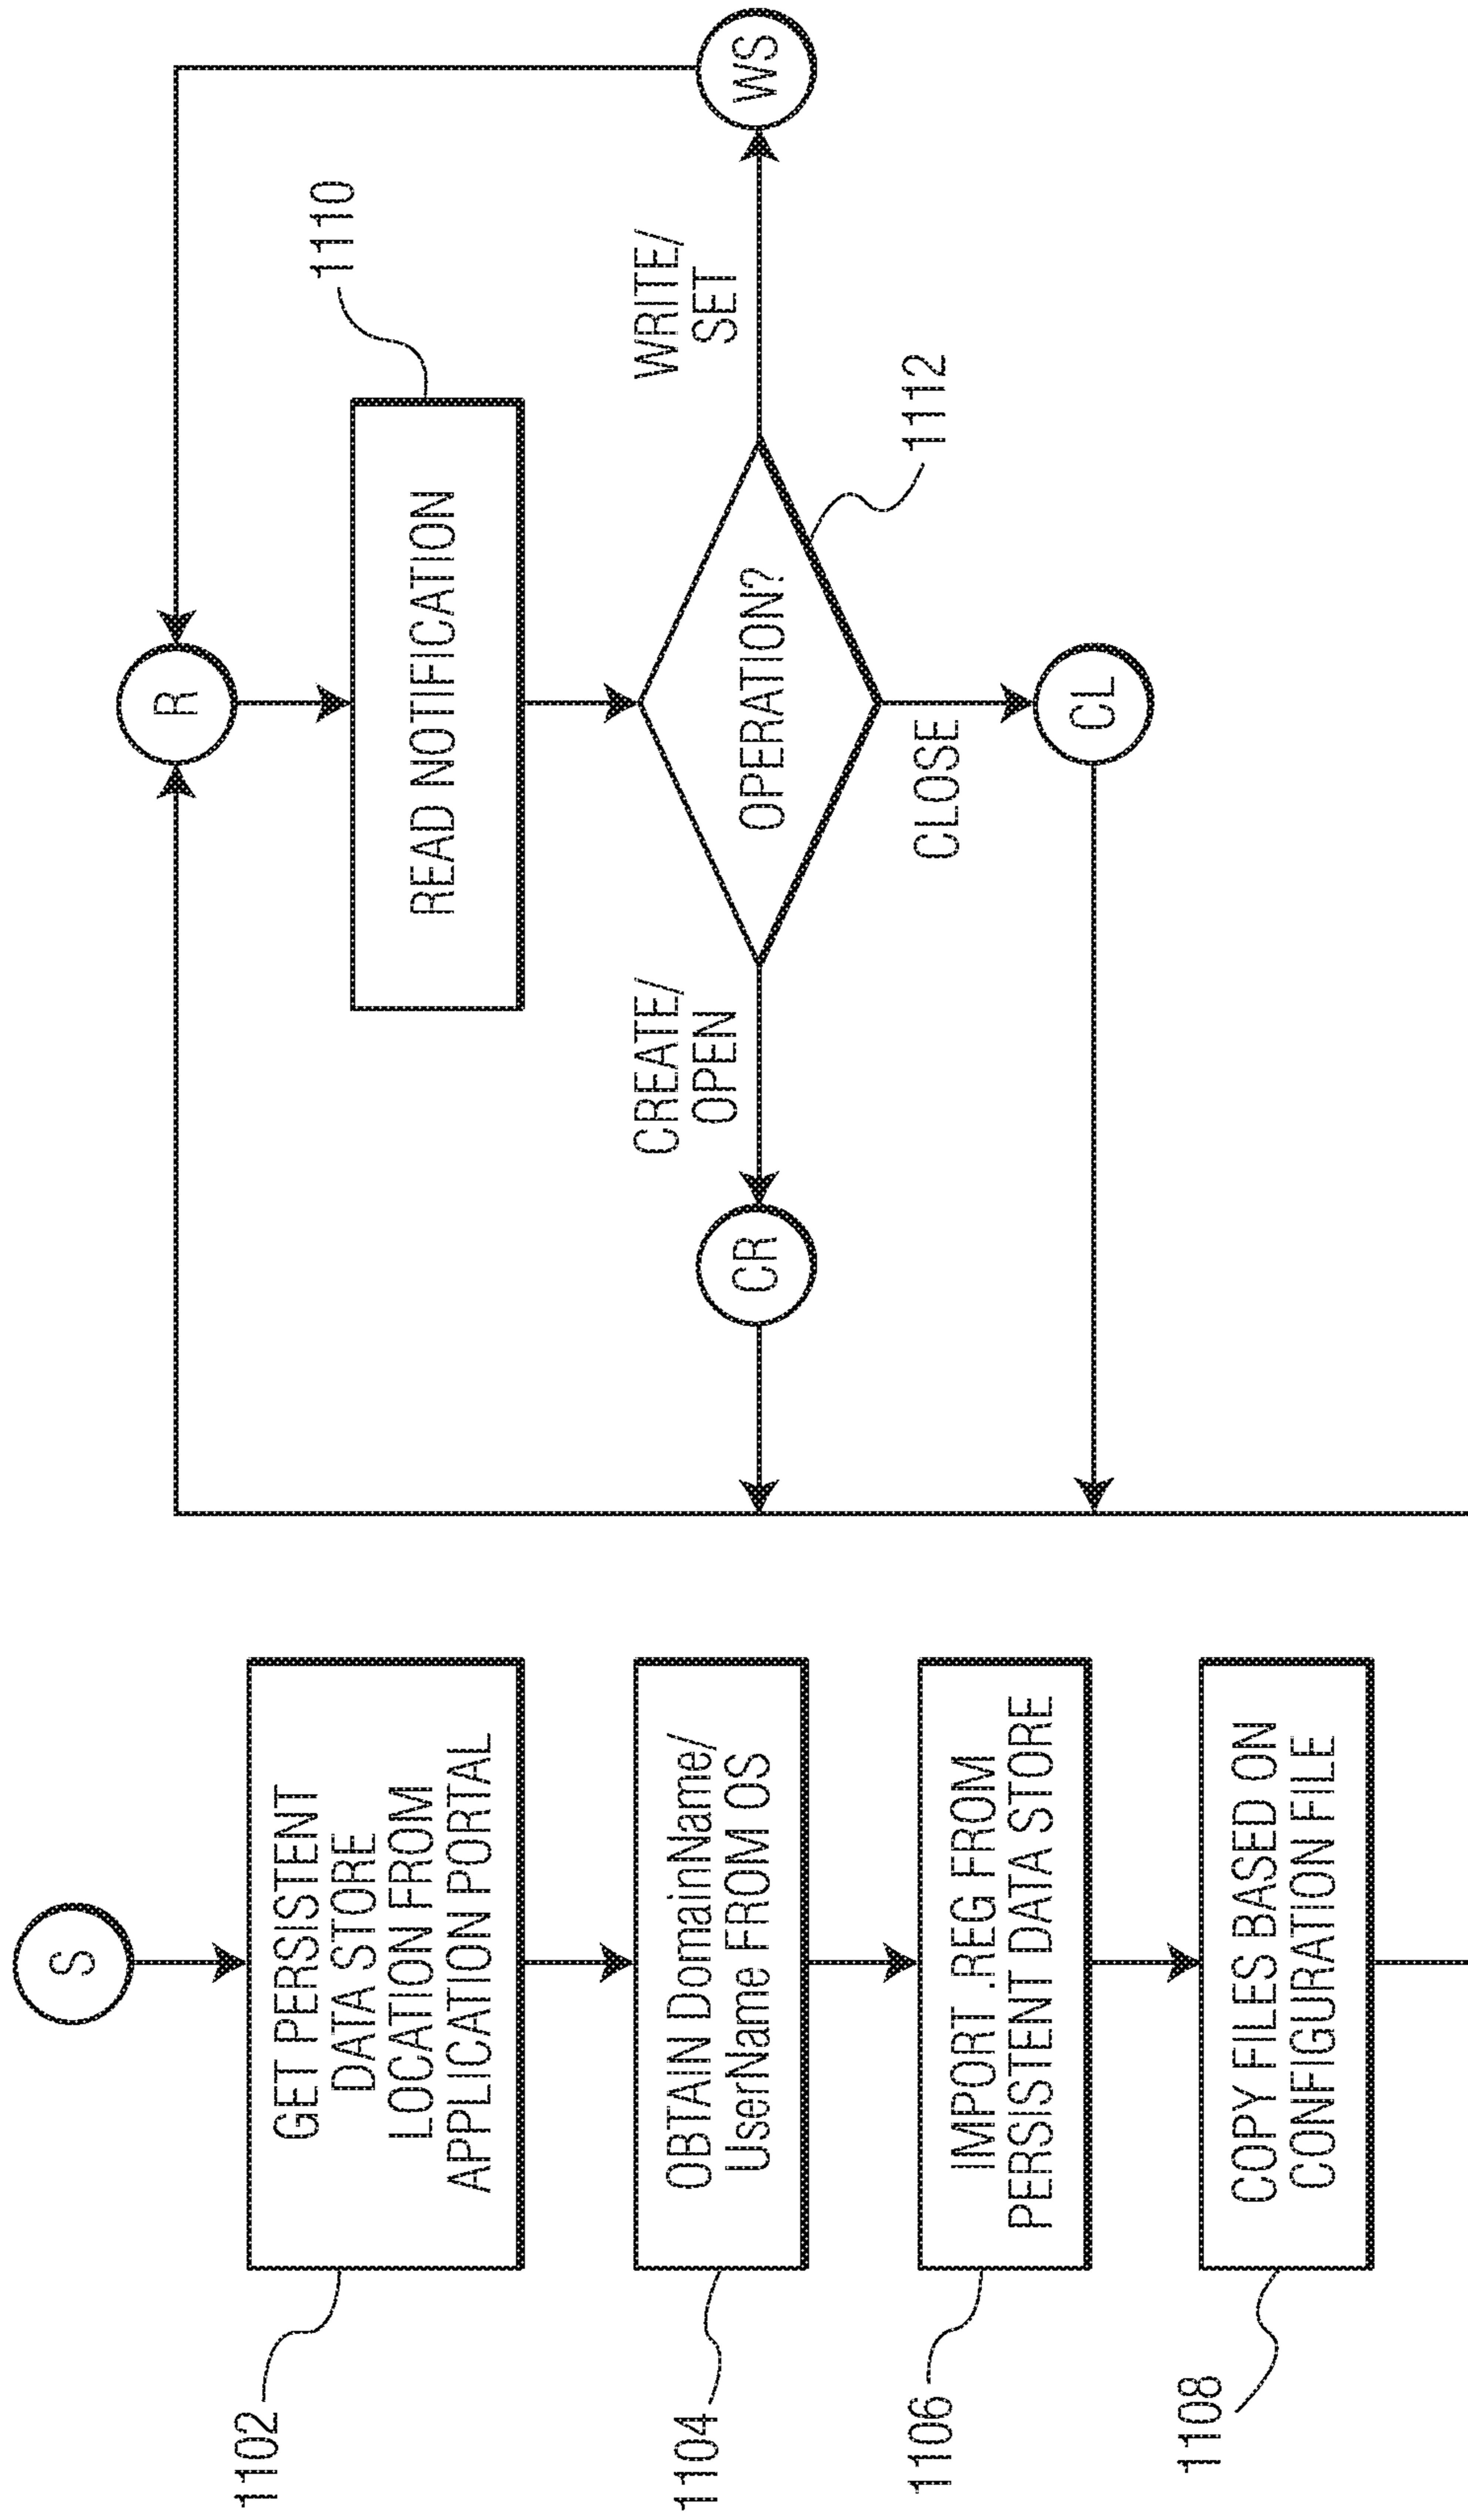 S
GET PERSISTENT
DATA STORE
LOCATION FROM
APPLICATION PORTAL
1102
OBTAIN DomainName/
UserName FROM OS
1104
IMPORT .REG FROM
PERSISTENT DATA STORE
1106
COPY FILES BASED ON
CONFIGURATION FILE
1108
R
READ NOTIFICATION
1110
OPERATION?
1112
CREATE/
OPEN
CR
WRITE/
SET
WS
CLOSE
CL